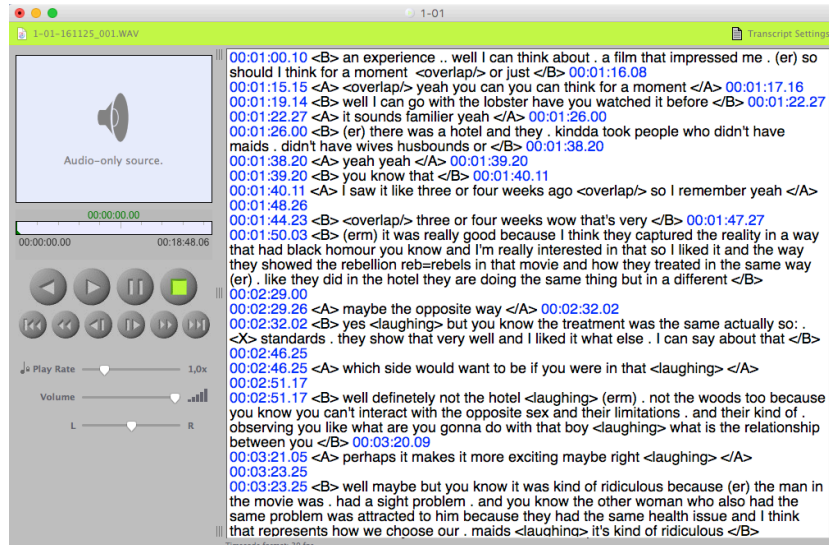 1-01
1-01-161125_001.WAV
Transcript Settings
Audio-only source.
00:00:00.00
00:00:00.00 00:18:48.06
Play Rate 1,0x
Volume
L R
00:01:00.10 <B> an experience .. well I can think about . a film that impressed me . (er) so
should I think for a moment <overlap/> or just </B> 00:01:16.08
00:01:15.15 <A> <overlap/> yeah you can you can think for a moment </A> 00:01:17.16
00:01:19.14 <B> well I can go with the lobster have you watched it before </B> 00:01:22.27
00:01:22.27 <A> it sounds familier yeah </A> 00:01:26.00
00:01:26.00 <B> (er) there was a hotel and they . kindda took people who didn't have
maids . didn't have wives husbounds or </B> 00:01:38.20
00:01:38.20 <A> yeah yeah </A> 00:01:39.20
00:01:39.20 <B> you know that </B> 00:01:40.11
00:01:40.11 <A> I saw it like three or four weeks ago <overlap/> so I remember yeah </A>
00:01:48.26
00:01:44.23 <B> <overlap/> three or four weeks wow that's very </B> 00:01:47.27
00:01:50.03 <B> (erm) it was really good because I think they captured the reality in a way
that had black homour you know and I'm really interested in that so I liked it and the way
they showed the rebellion reb=rebels in that movie and how they treated in the same way
(er) . like they did in the hotel they are doing the same thing but in a different </B>
00:02:29.00
00:02:29.26 <A> maybe the opposite way </A> 00:02:32.02
00:02:32.02 <B> yes <laughing> but you know the treatment was the same actually so: .
<X> standards . they show that very well and I liked it what else . I can say about that </B>
00:02:46.25
00:02:46.25 <A> which side would want to be if you were in that <laughing> </A>
00:02:51.17
00:02:51.17 <B> well definetely not the hotel <laughing> (erm) . not the woods too because
you know you can't interact with the opposite sex and their limitations . and their kind of .
observing you like what are you gonna do with that boy <laughing> what is the relationship
between you </B> 00:03:20.09
00:03:21.05 <A> perhaps it makes it more exciting maybe right <laughing> </A>
00:03:23.25
00:03:23.25 <B> well maybe but you know it was kind of ridiculous because (er) the man in
the movie was . had a sight problem . and you know the other woman who also had the
same problem was attracted to him because they had the same health issue and I think
that represents how we choose our . maids <laughing> it's kind of ridiculous </B>